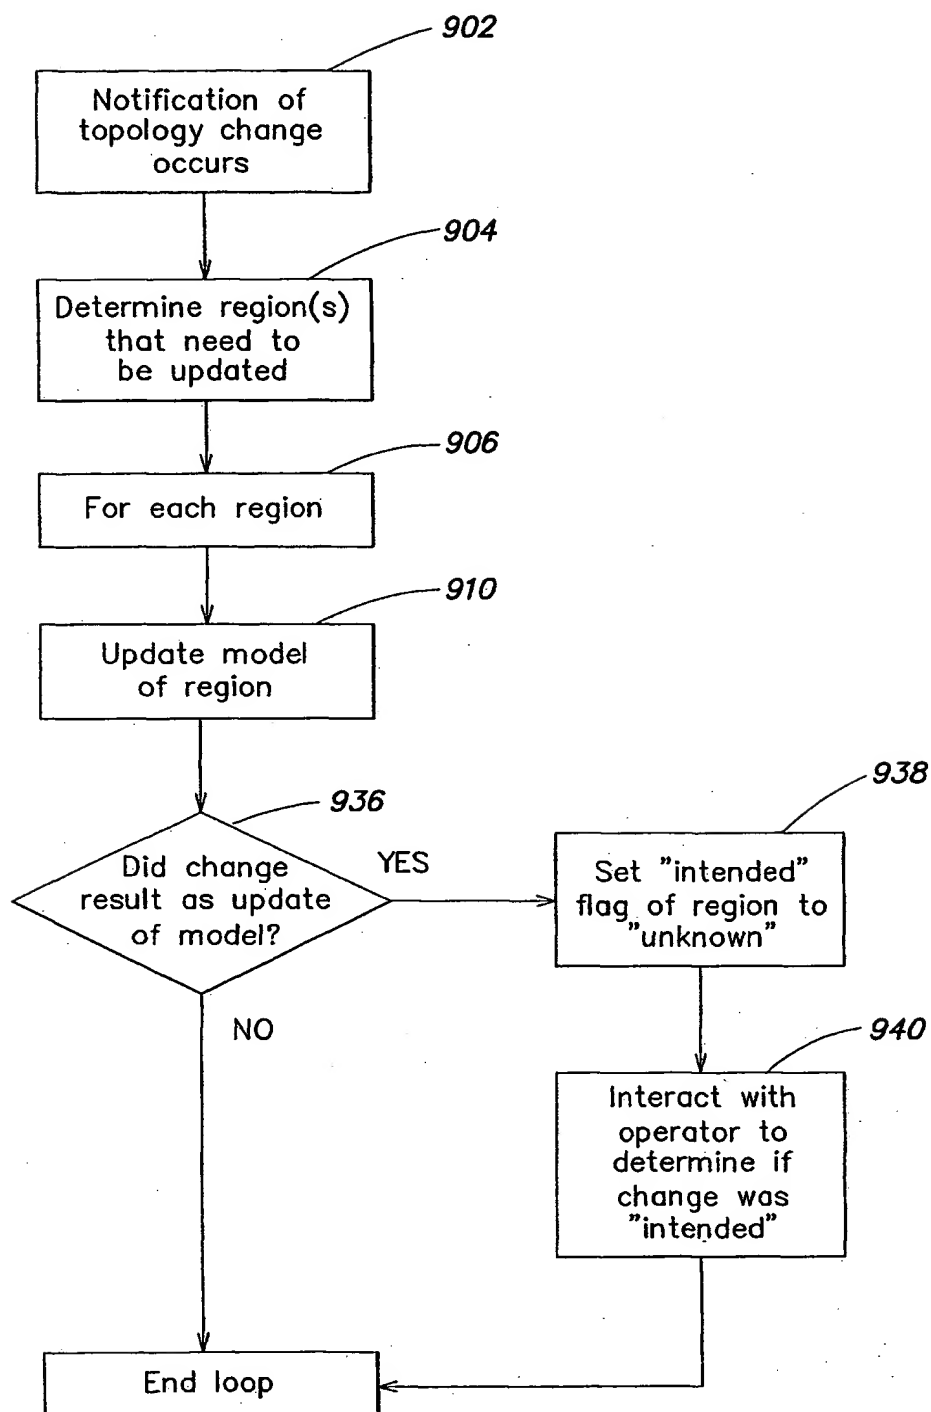 902
Notification of
topology change
occurs
904
Determine region(s)
that need to
be updated
906
For each region
910
Update model
of region
936
Did change
result as update
of model?
YES
NO
938
Set "intended"
flag of region to
"unknown"
940
Interact with
operator to
determine if
change was
"intended"
End loop